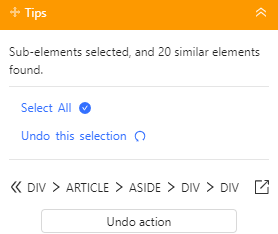 Tips
Sub-elements selected, and 20 similar elements
found.
Select All
Undo this selection
DIV > ARTICLE > ASIDE > DIV > DIV
Undo action